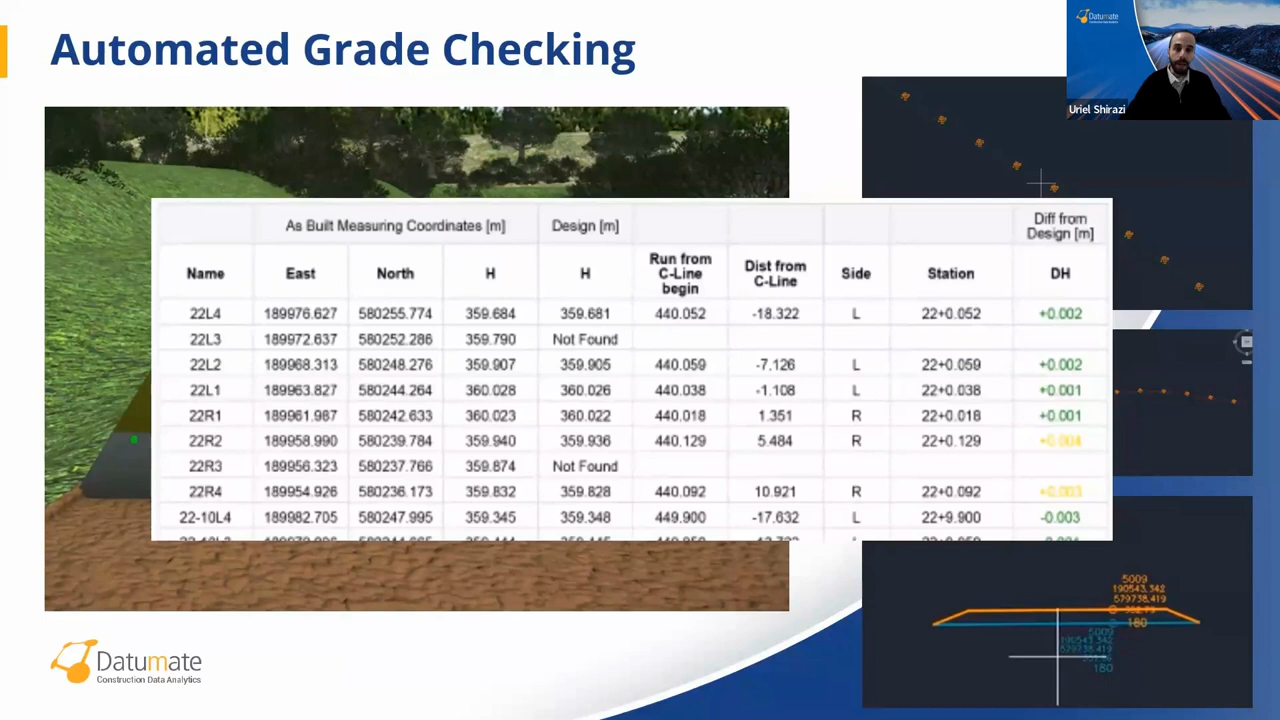 Automated Grade Checking
Datumate
Uriel Shirazi
As Built Measuring Coordinates [m] Design [m] Diff from Design [m]
Name East North H H Run from C-Line begin Dist from C-Line Side Station DH
22L4 189976.627 580255.774 359.684 359.681 440.052 -18.322 L 22+0.052 +0.002
22L3 189972.637 580252.286 359.790 Not Found
22L2 189968.313 580248.276 359.907 359.905 440.059 -7.126 L 22+0.059 +0.002
22L1 189963.827 580244.264 360.028 360.026 440.038 -1.108 L 22+0.038 +0.001
22R1 189961.987 580242.633 360.023 360.022 440.018 1.351 R 22+0.018 +0.001
22R2 189958.990 580239.784 359.940 359.936 440.129 5.484 R 22+0.129 +0.004
22R3 189956.323 580237.766 359.874 Not Found
22R4 189954.926 580236.173 359.832 359.828 440.092 10.921 R 22+0.092 +0.003
22-10L4 189982.705 580247.995 359.345 359.348 449.900 -17.632 L 22+9.900 -0.003
5009
190543.342
579738.419
180
5009
180
Datumate
Construction Data Analytics